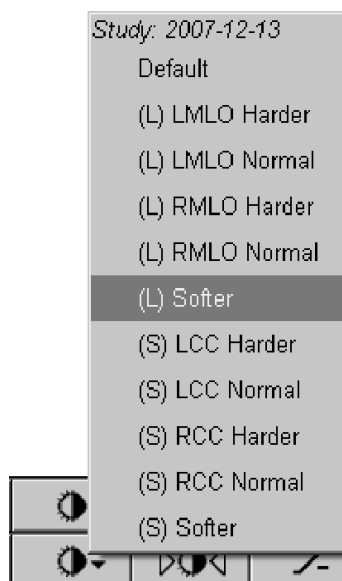 Study: 2007-12-13
Default
(L) LMLO Harder
(L) LMLO Normal
(L) RMLO Harder
(L) RMLO Normal
(L) Softer
(S) LCC Harder
(S) LCC Normal
(S) RCC Harder
(S) RCC Normal
(S) Softer